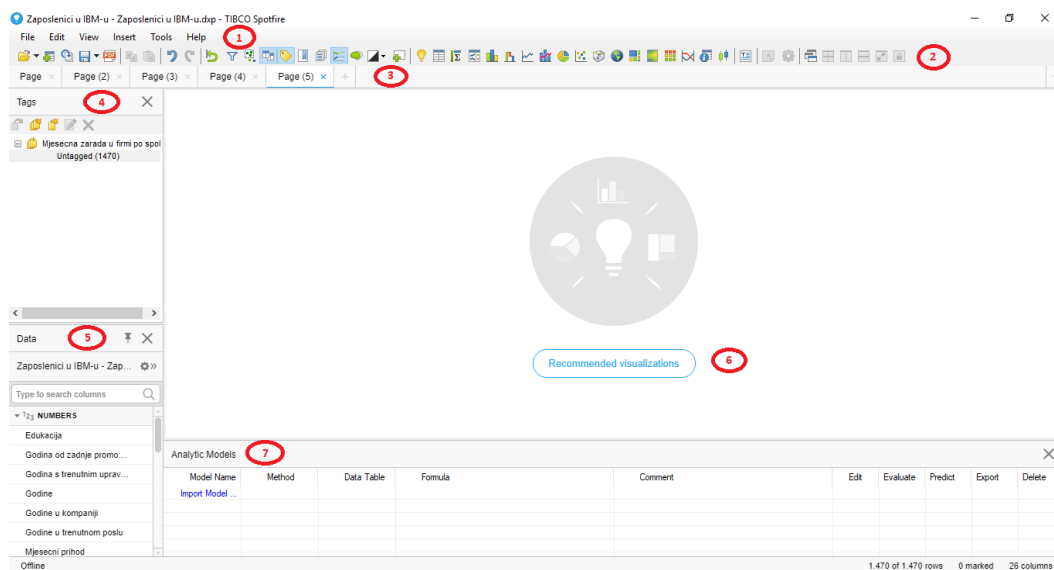 Zaposlenici u IBM-u - Zaposlenici u IBM-u.dxp - TIBCO Spotfire
File Edit View Insert Tools Help 1
2
Page Page (2) Page (3) Page (4) Page (5) 3
Tags 4
Mjesecna zarada u firmi po spol
Untagged (1470)
Data 5
Zaposlenici u IBM-u - Zap...
Type to search columns
123 NUMBERS
Edukacija
Godina od zadnje promo...
Godina s trenutnim uprav...
Godine
Godine u kompaniji
Godine u trenutnom poslu
Mjesecni prihod
Recommended visualizations 6
Analytic Models 7
Model Name Method Data Table Formula Comment Edit Evaluate Predict Export Delete
Import Model ...
Offline 1.470 of 1.470 rows 0 marked 26 columns